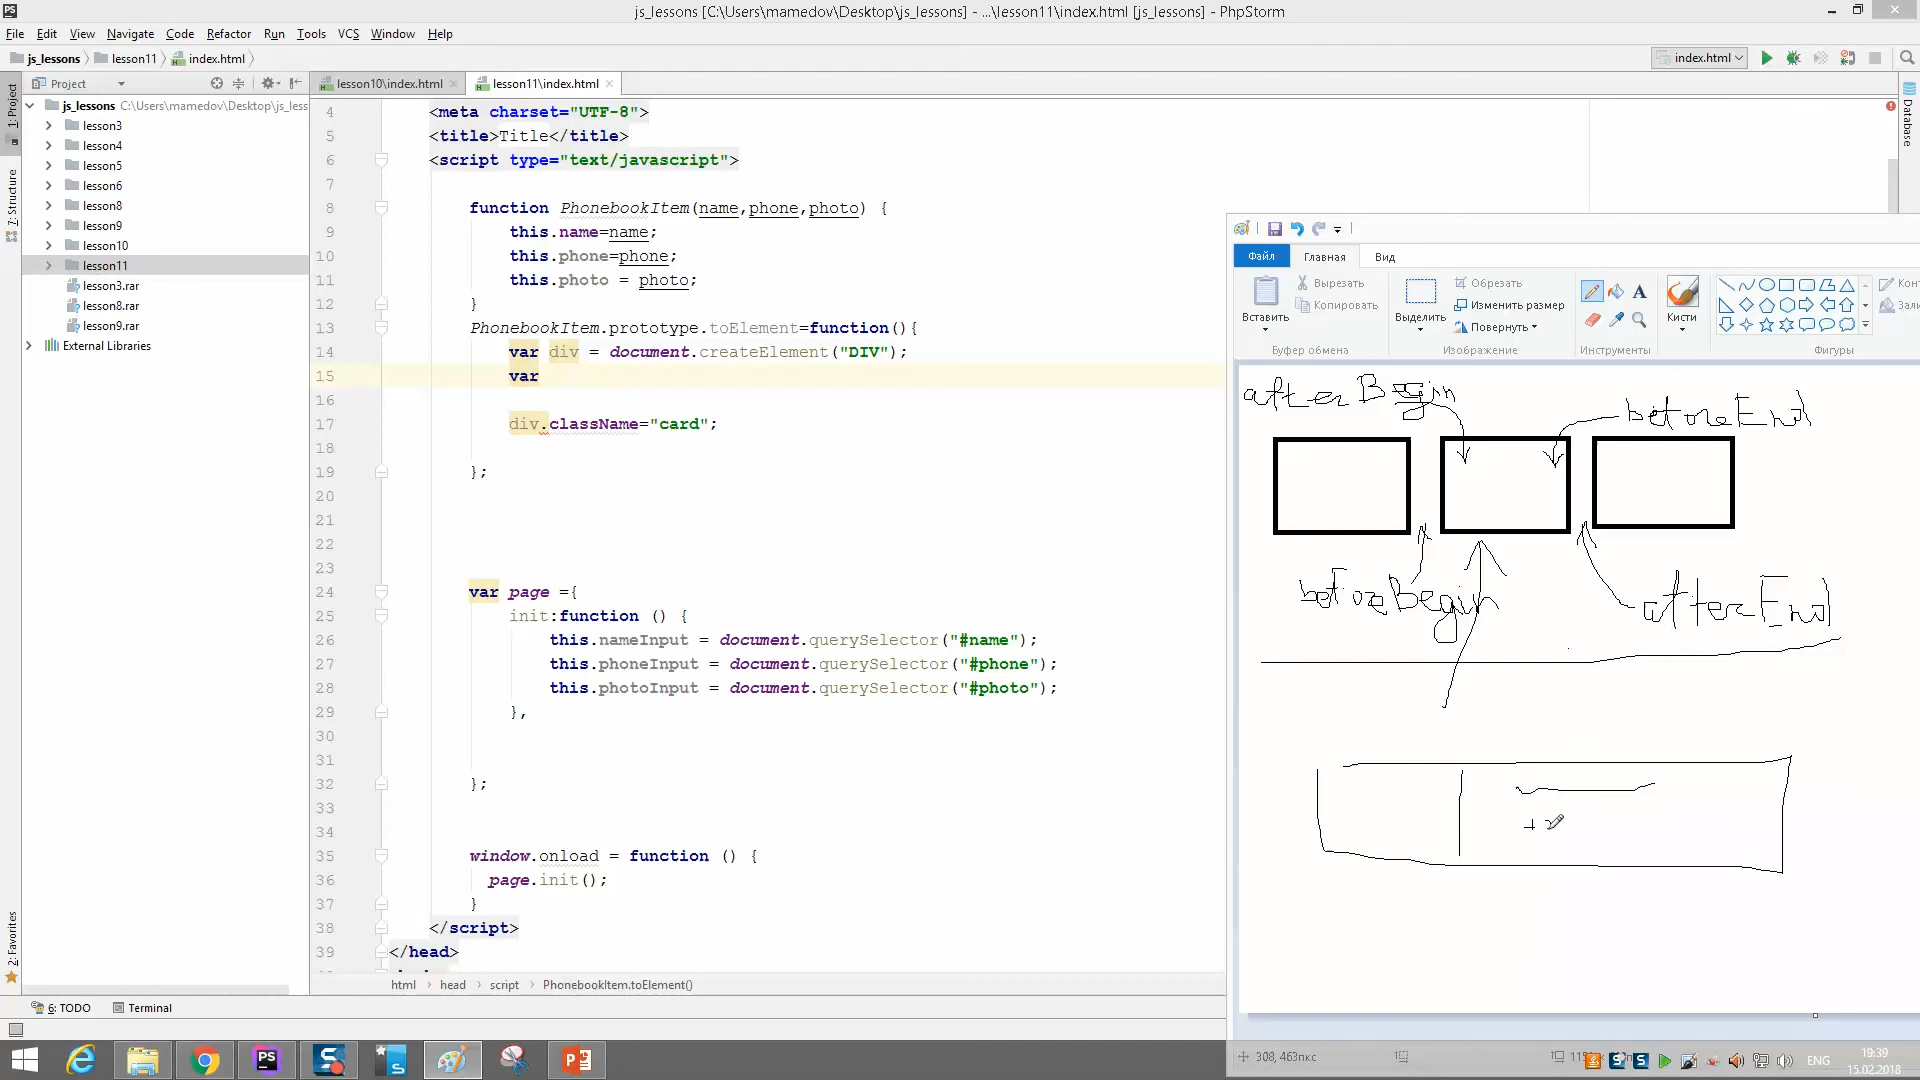 js_lessons [C:\Users\mamedov\Desktop\js_lessons] - ...\lesson11\index.html [js_lessons] - PhpStorm
File Edit View Navigate Code Refactor Run Tools VCS Window Help
js_lessons lesson11 index.html
index.html
Project
lesson10\index.html
lesson11\index.html
1: Project
7: Structure
2: Favorites
Database
js_lessons C:\Users\mamedov\Desktop\js_less
lesson3
lesson4
lesson5
lesson6
lesson8
lesson9
lesson10
lesson11
lesson3.rar
lesson8.rar
lesson9.rar
External Libraries
4 <meta charset="UTF-8">
5 <title>Title</title>
6 <script type="text/javascript">
7
8 function PhonebookItem(name,phone,photo) {
9 this.name=name;
10 this.phone=phone;
11 this.photo = photo;
12 }
13 PhonebookItem.prototype.toElement=function(){
14 var div = document.createElement("DIV");
15 var
16
17 div.className="card";
18
19 };
20
21
22
23
24 var page ={
25 init:function () {
26 this.nameInput = document.querySelector("#name");
27 this.phoneInput = document.querySelector("#phone");
28 this.photoInput = document.querySelector("#photo");
29 },
30
31
32 };
33
34
35 window.onload = function () {
36 page.init();
37 }
38 </script>
39 </head>
html head script PhonebookItem.toElement()
6: TODO Terminal
Файл Главная Вид
Вставить
Вырезать
Копировать
Буфер обмена
Выделить
Обрезать
Изменить размер
Повернуть
Изображение
Инструменты
Кисти
Фигуры
afterBegin
beforeEnd
beforeBegin
afterEnd
308, 463пкс
ENG
19:39
15.02.2018